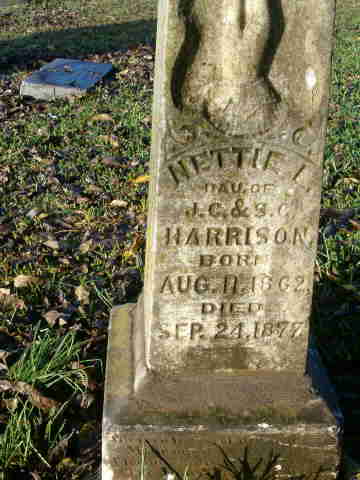 NETTIE L.
DAU. OF
J.C. & S.C.
HARRISON.
BORN
AUG. 11, 1862.
DIED
SEP. 24, 1877.